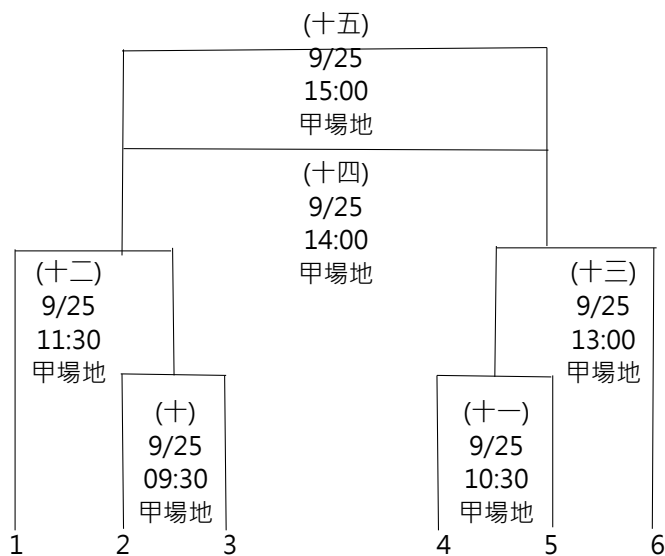 (十五)
9/25
15:00
甲場地
(十四)
9/25
14:00
甲場地
(十二)
9/25
11:30
甲場地
(十三)
9/25
13:00
甲場地
(十)
9/25
09:30
甲場地
(十一)
9/25
10:30
甲場地
1 2 3 4 5 6